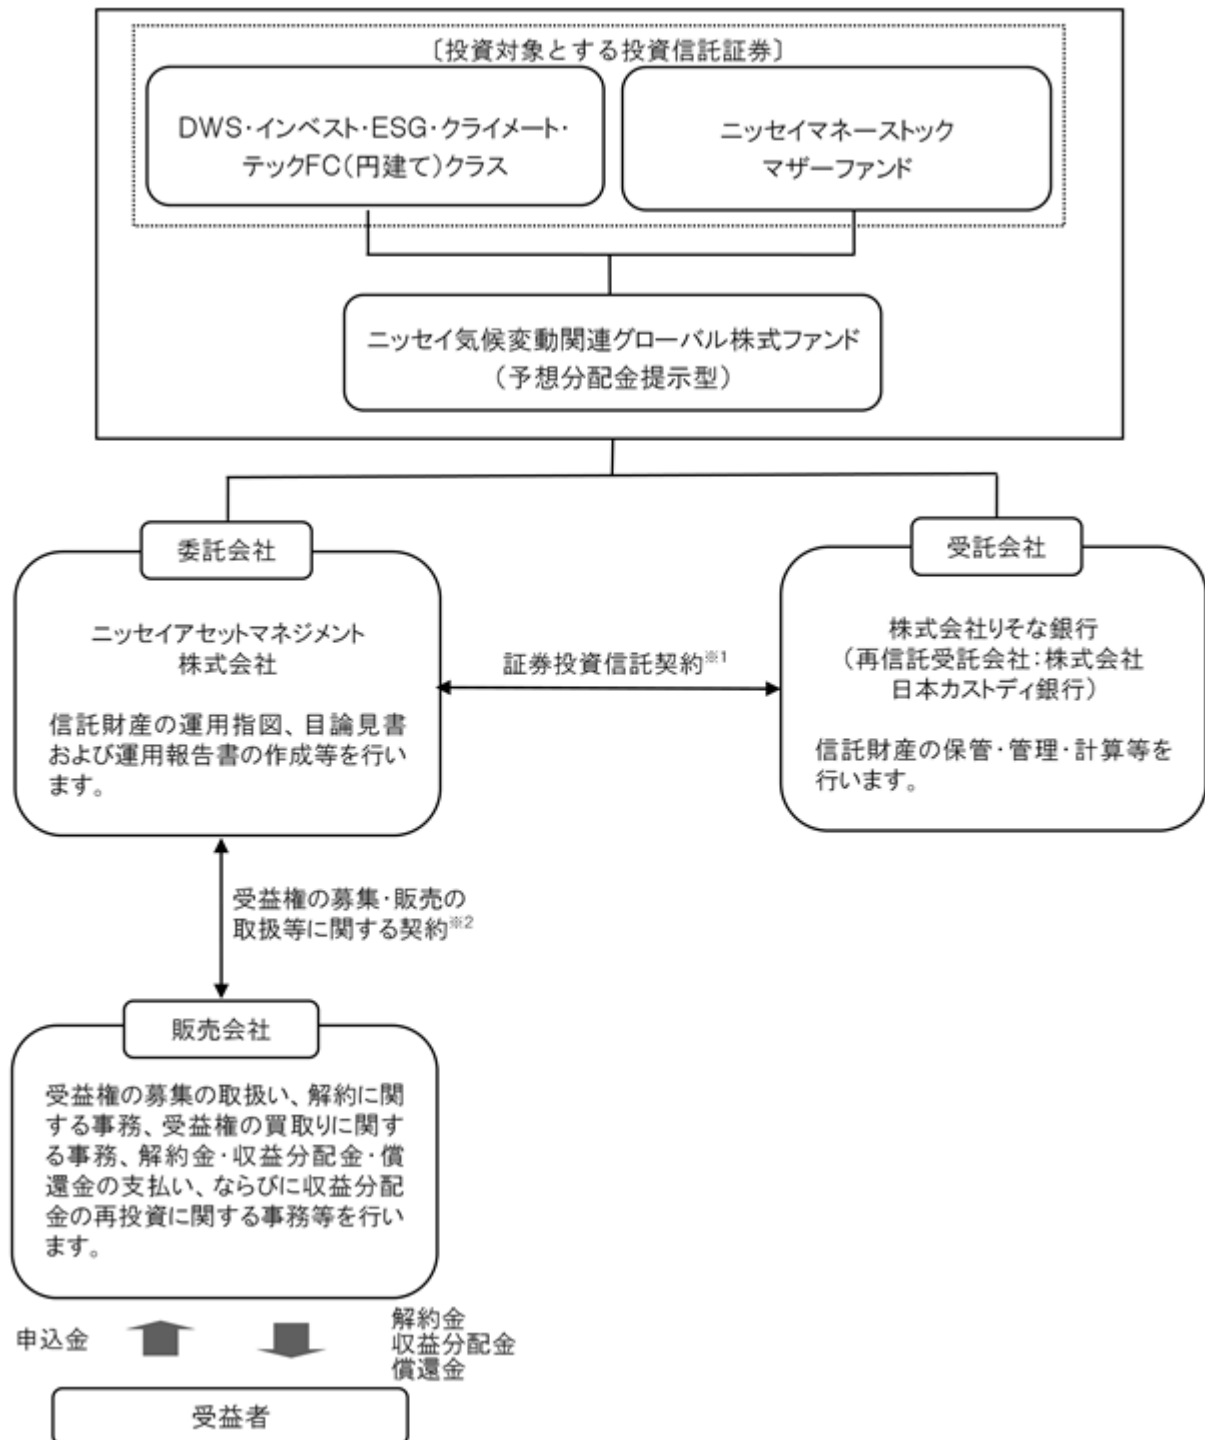 〔投資対象とする投資信託証券〕
DWS・インベスト・ESG・クライメート・
テックFC(円建て)クラス
ニッセイマネーストック
マザーファンド
ニッセイ気候変動関連グローバル株式ファンド
(予想分配金提示型)
委託会社
ニッセイアセットマネジメント
株式会社
信託財産の運用指図、目論見書
および運用報告書の作成等を行い
ます。
証券投資信託契約※1
受託会社
株式会社りそな銀行
(再信託受託会社：株式会社
日本カストディ銀行)
信託財産の保管・管理・計算等を
行います。
受益権の募集・販売の
取扱等に関する契約※2
販売会社
受益権の募集の取扱い、解約に関
する事務、受益権の買取りに関す
る事務、解約金・収益分配金・償
還金の支払い、ならびに収益分配
金の再投資に関する事務等を行い
ます。
申込金
解約金
収益分配金
償還金
受益者